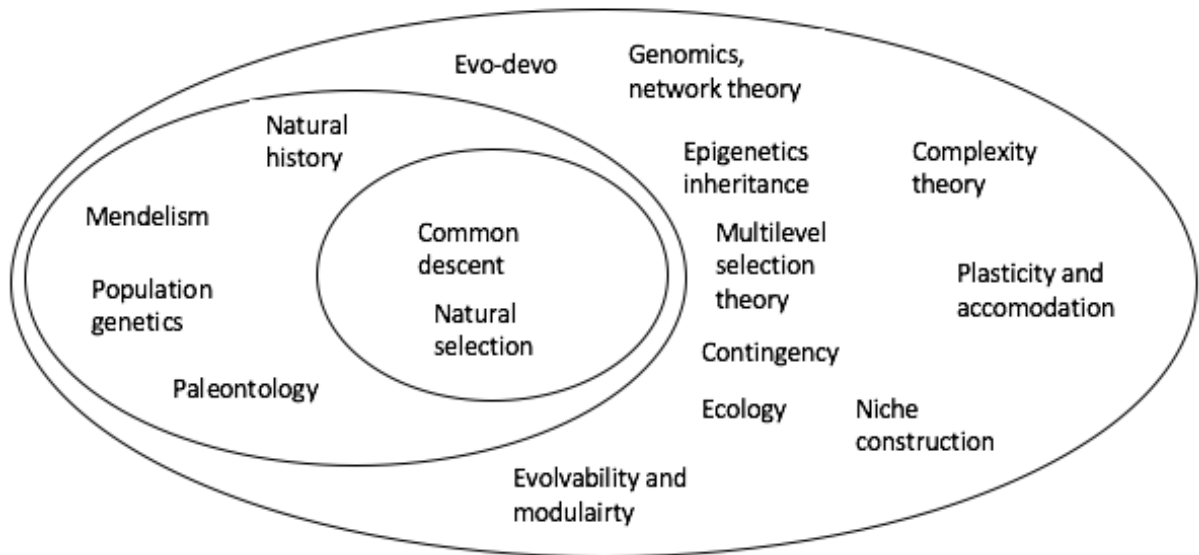 Evo-devo
Genomics,
network theory
Natural
history
Epigenetics
inheritance
Complexity
theory
Mendelism
Common
descent
Multilevel
selection
theory
Plasticity and
accomodation
Population
genetics
Natural
selection
Contingency
Paleontology
Ecology
Niche
construction
Evolvability and
modulairty